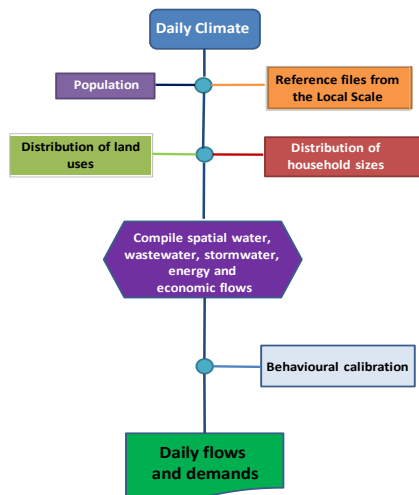 Daily Climate
Population
Reference files from
the Local Scale
Distribution of land
uses
Distribution of
household sizes
Compile spatial water,
wastewater, stormwater,
energy and
economic flows
Behavioural calibration
Daily flows
and demands